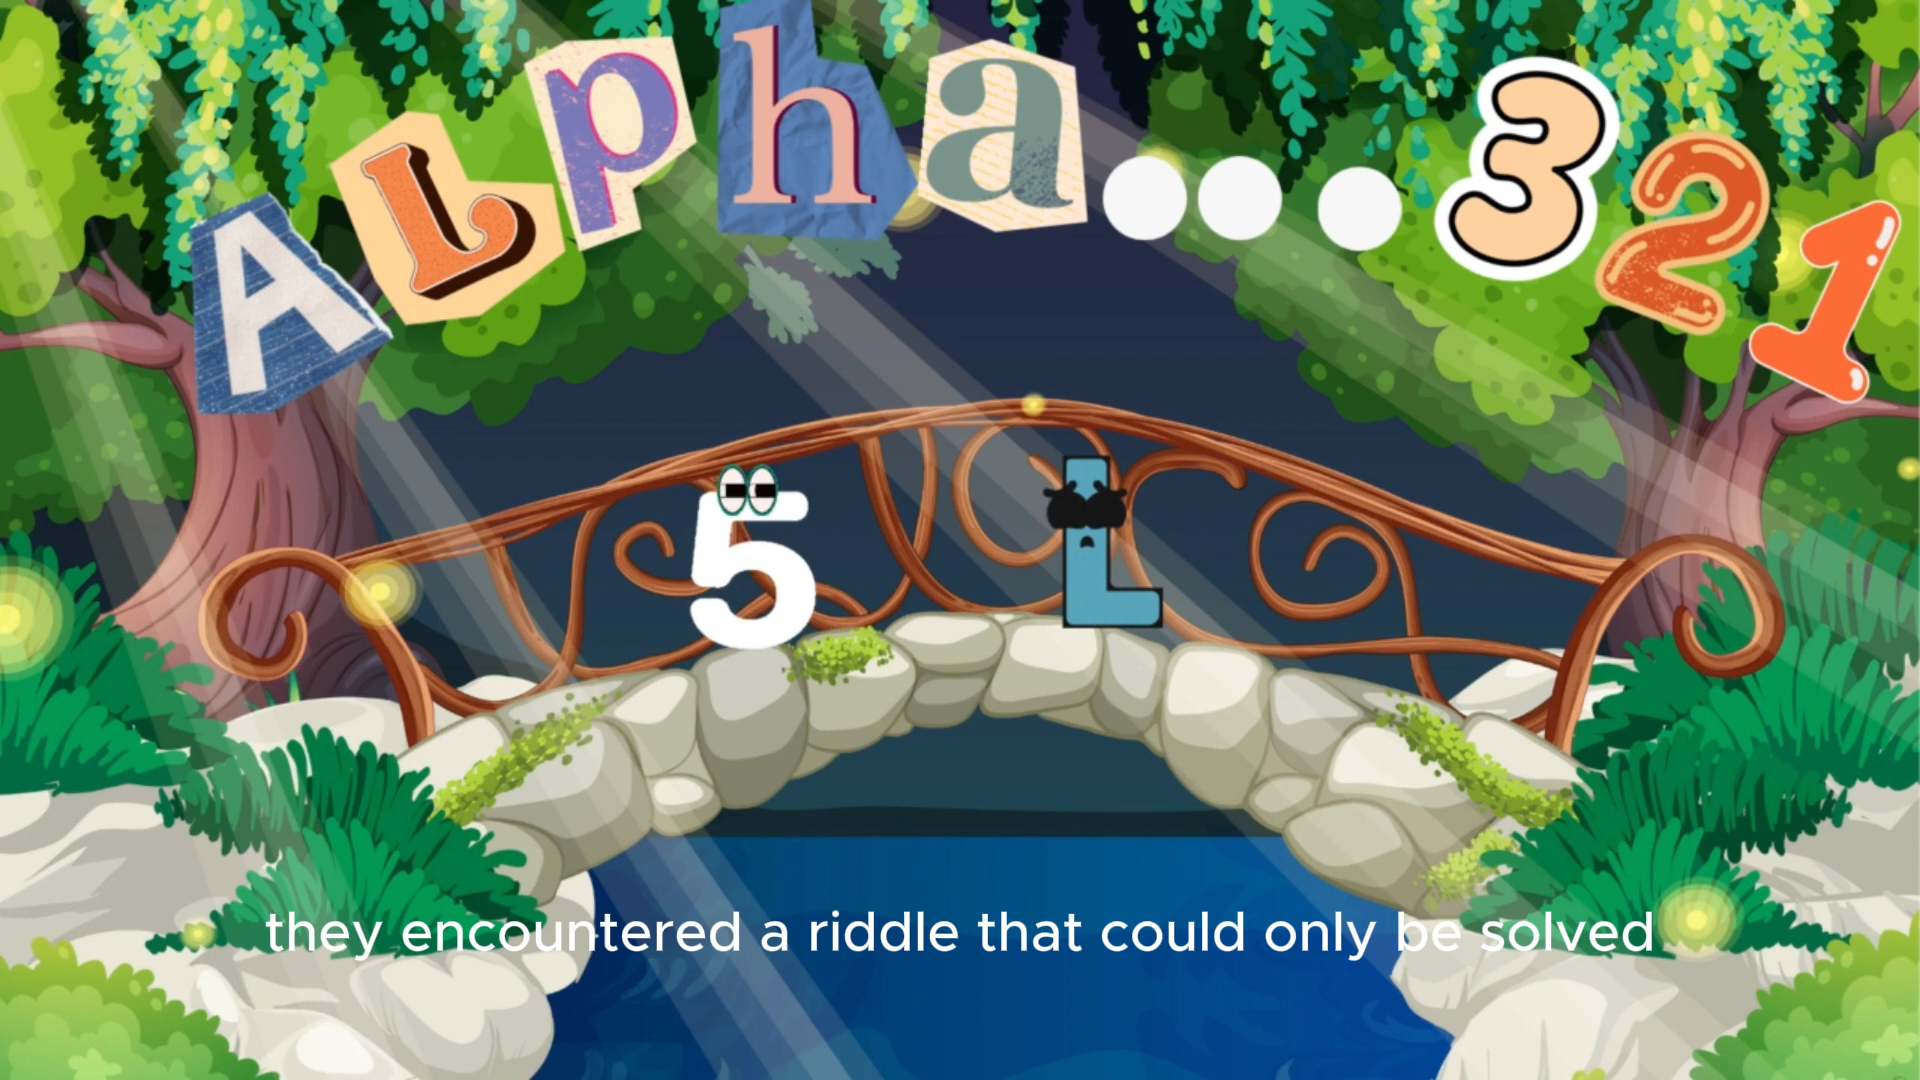 ALpha...321
5 L
they encountered a riddle that could only be solved